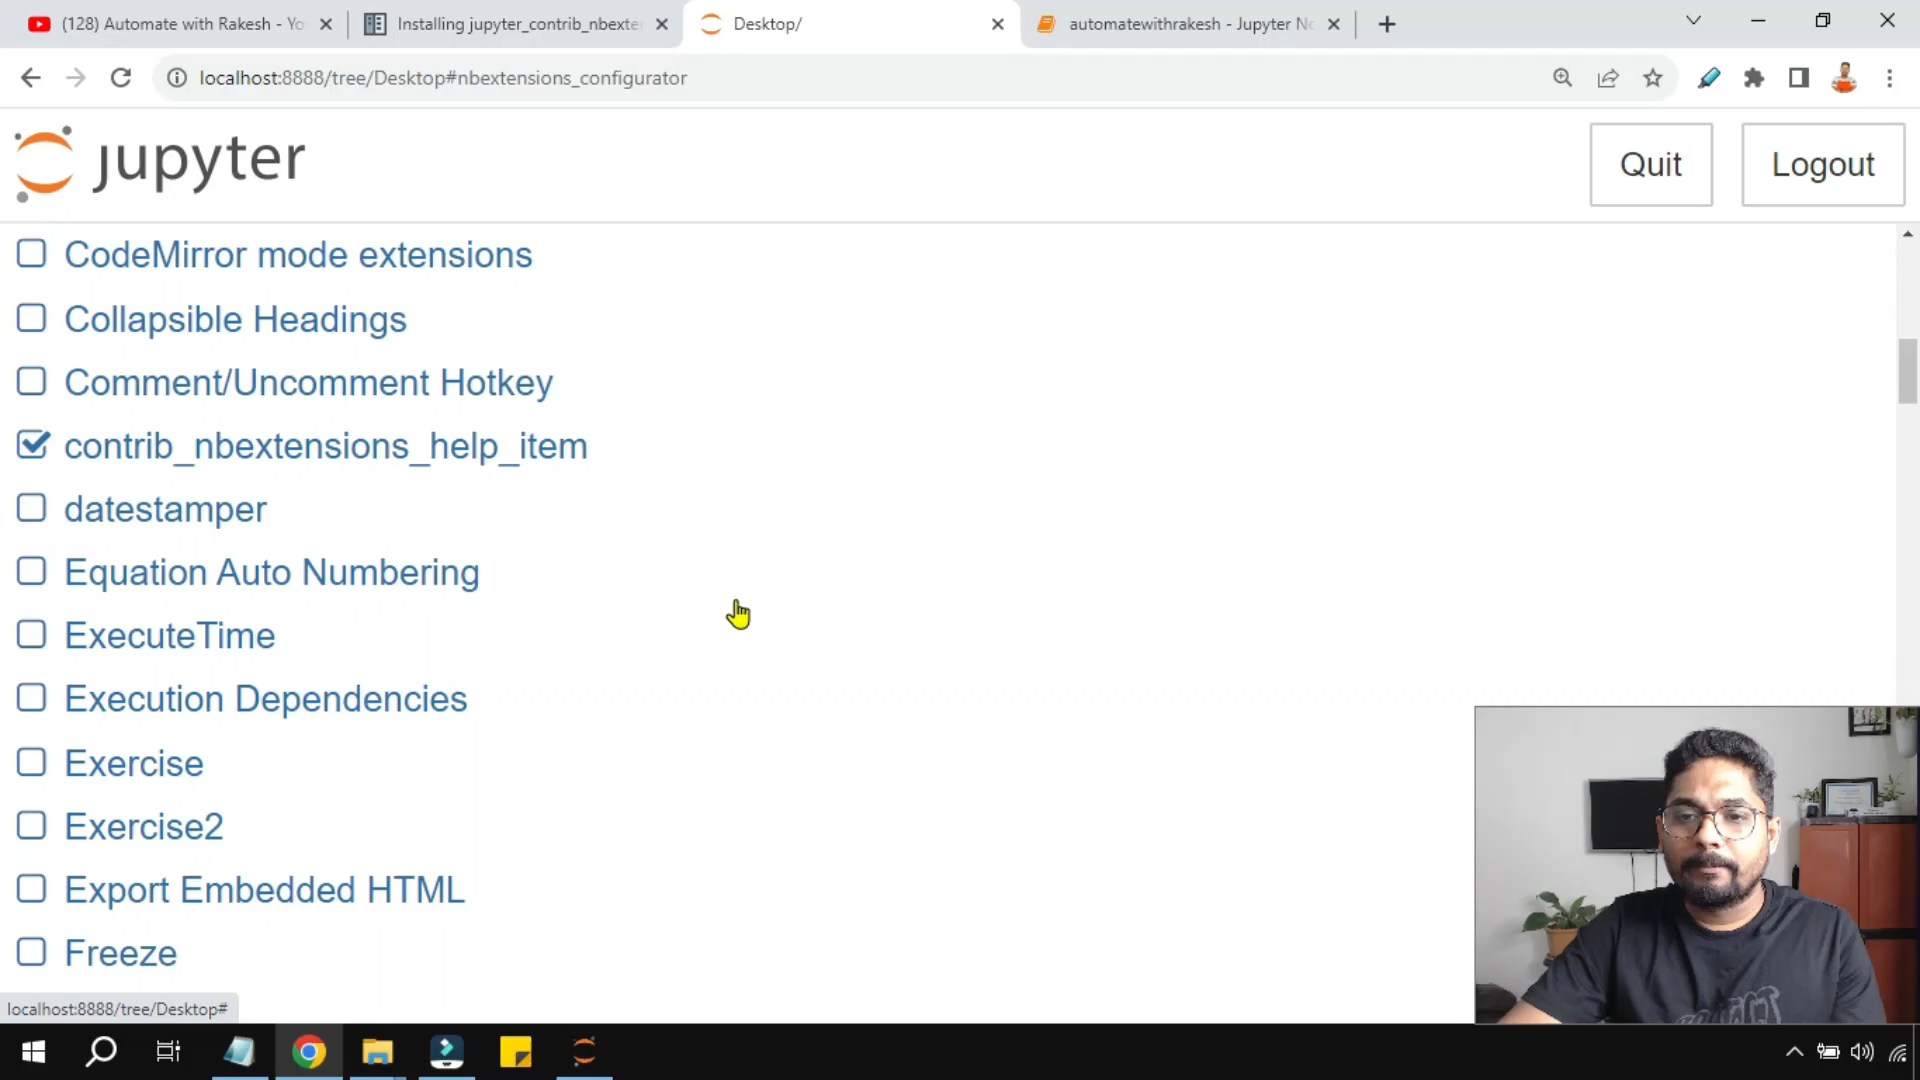 (128) Automate with Rakesh - Yo
Installing jupyter_contrib_nbexte
Desktop/
automatewithrakesh - Jupyter No
localhost:8888/tree/Desktop#nbextensions_configurator
jupyter
Quit
Logout
CodeMirror mode extensions
Collapsible Headings
Comment/Uncomment Hotkey
contrib_nbextensions_help_item
datestamper
Equation Auto Numbering
ExecuteTime
Execution Dependencies
Exercise
Exercise2
Export Embedded HTML
Freeze
localhost:8888/tree/Desktop#